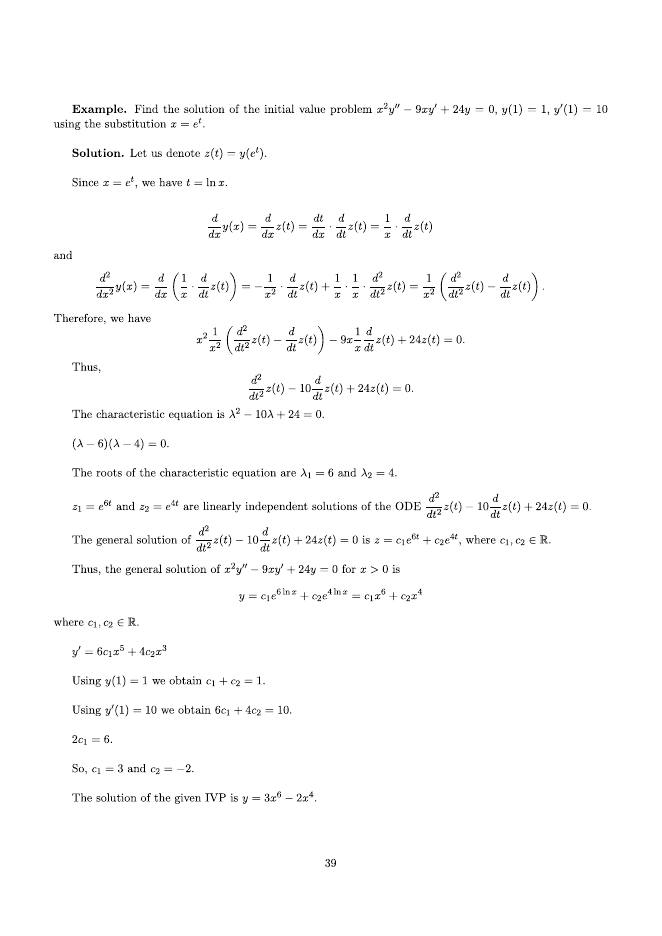 Example. Find the solution of the initial value problem x²y″ − 9xy′ + 24y = 0, y(1) = 1, y′(1) = 10
using the substitution x = eᵗ.
Solution. Let us denote z(t) = y(eᵗ).
Since x = eᵗ, we have t = ln x.
d/dx y(x) = d/dx z(t) = dt/dx · d/dt z(t) = 1/x · d/dt z(t)
and
d²/dx² y(x) = d/dx (1/x · d/dt z(t)) = −1/x² · d/dt z(t) + 1/x · 1/x · d²/dt² z(t) = 1/x² (d²/dt² z(t) − d/dt z(t)).
Therefore, we have
x² 1/x² (d²/dt² z(t) − d/dt z(t)) − 9x 1/x d/dt z(t) + 24z(t) = 0.
Thus,
d²/dt² z(t) − 10 d/dt z(t) + 24z(t) = 0.
The characteristic equation is λ² − 10λ + 24 = 0.
(λ − 6)(λ − 4) = 0.
The roots of the characteristic equation are λ₁ = 6 and λ₂ = 4.
z₁ = e⁶ᵗ and z₂ = e⁴ᵗ are linearly independent solutions of the ODE d²/dt² z(t) − 10 d/dt z(t) + 24z(t) = 0.
The general solution of d²/dt² z(t) − 10 d/dt z(t) + 24z(t) = 0 is z = c₁e⁶ᵗ + c₂e⁴ᵗ, where c₁, c₂ ∈ ℝ.
Thus, the general solution of x²y″ − 9xy′ + 24y = 0 for x > 0 is
y = c₁e^{6 ln x} + c₂e^{4 ln x} = c₁x⁶ + c₂x⁴
where c₁, c₂ ∈ ℝ.
y′ = 6c₁x⁵ + 4c₂x³
Using y(1) = 1 we obtain c₁ + c₂ = 1.
Using y′(1) = 10 we obtain 6c₁ + 4c₂ = 10.
2c₁ = 6.
So, c₁ = 3 and c₂ = −2.
The solution of the given IVP is y = 3x⁶ − 2x⁴.
39